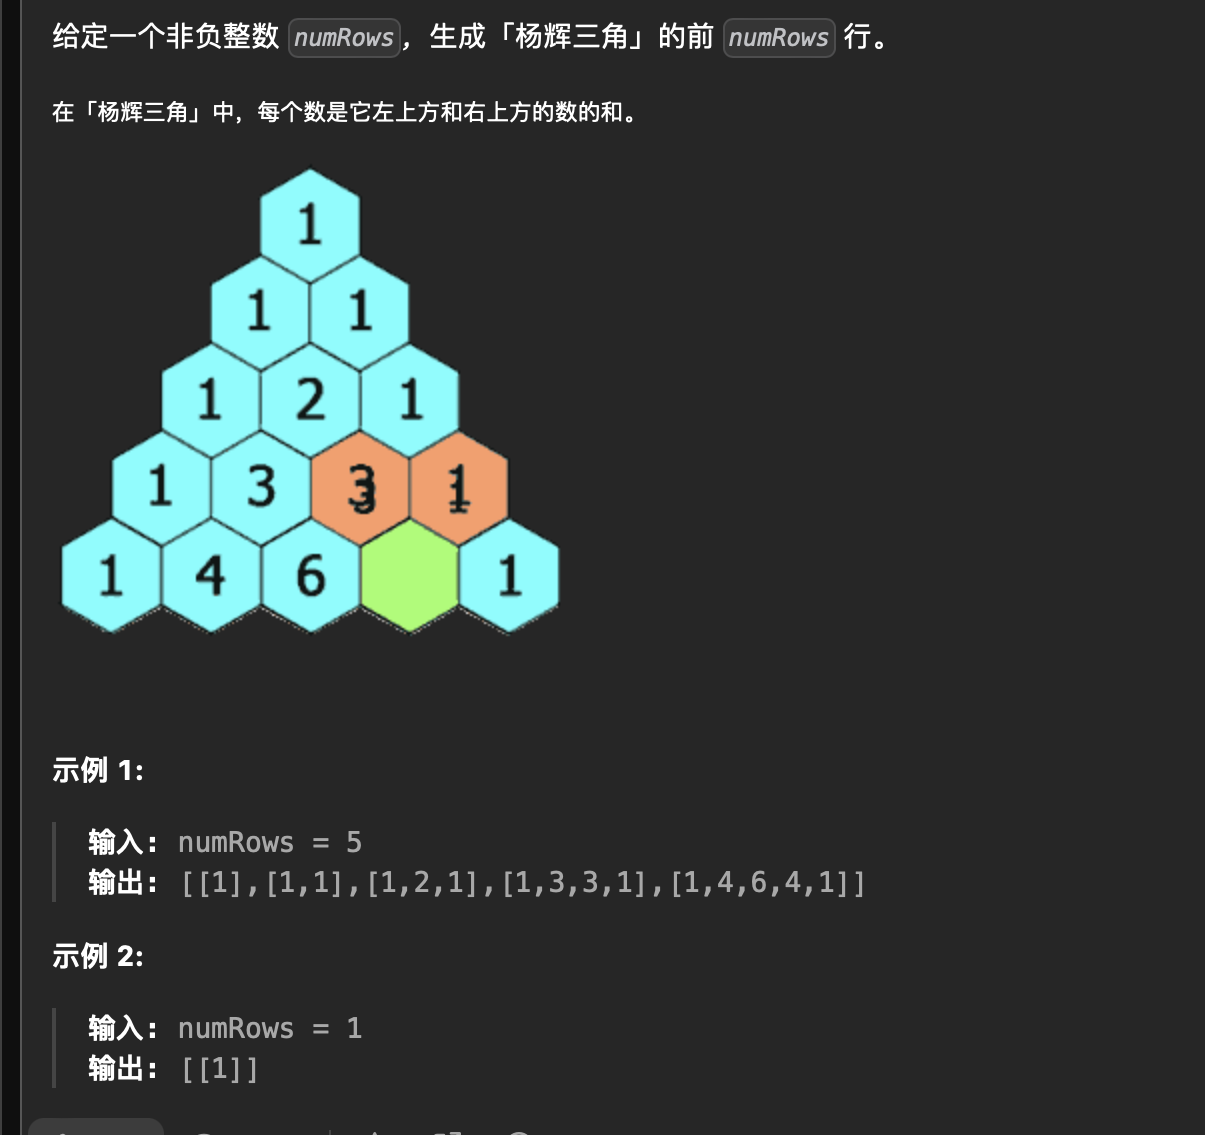 给定一个非负整数 numRows，生成「杨辉三角」的前 numRows 行。
在「杨辉三角」中，每个数是它左上方和右上方的数的和。
1
1 1
1 2 1
1 3 3 1
1 4 6 1
示例 1:
输入: numRows = 5
输出: [[1],[1,1],[1,2,1],[1,3,3,1],[1,4,6,4,1]]
示例 2:
输入: numRows = 1
输出: [[1]]